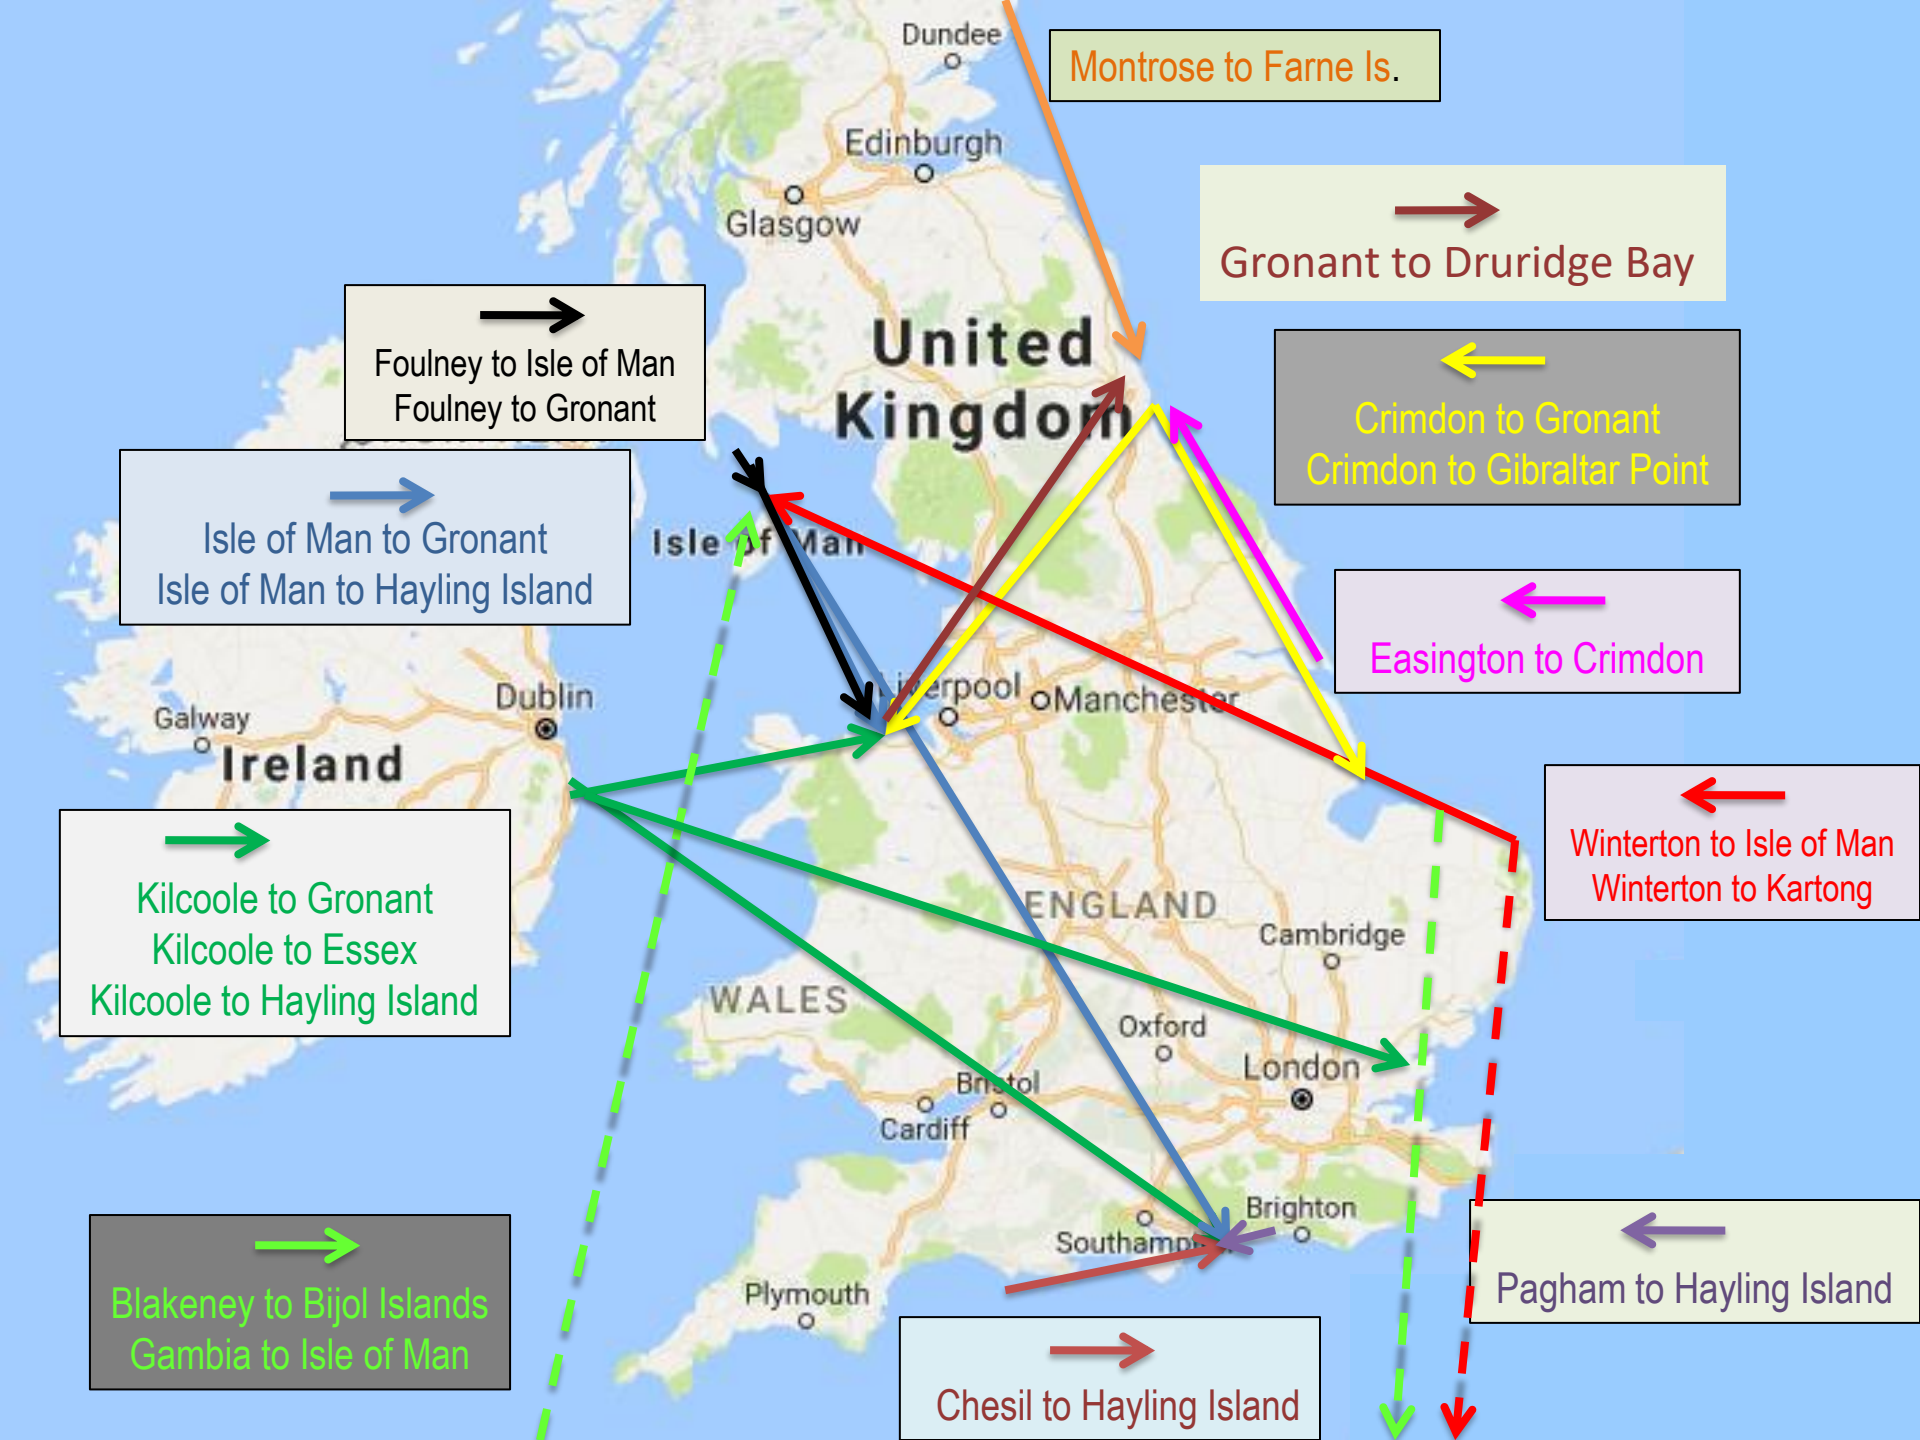 Dundee
Montrose to Farne Is.
Edinburgh
Glasgow
Gronant to Druridge Bay
Foulney to Isle of Man
Foulney to Gronant
United
Kingdom
Crimdon to Gronant
Crimdon to Gibraltar Point
Isle of Man to Gronant
Isle of Man to Hayling Island
Isle of Man
Easington to Crimdon
Dublin
Liverpool
Manchester
Galway
Ireland
Winterton to Isle of Man
Winterton to Kartong
Kilcoole to Gronant
Kilcoole to Essex
Kilcoole to Hayling Island
ENGLAND
Cambridge
WALES
Oxford
London
Bristol
Cardiff
Brighton
Southampton
Pagham to Hayling Island
Plymouth
Blakeney to Bijol Islands
Gambia to Isle of Man
Chesil to Hayling Island